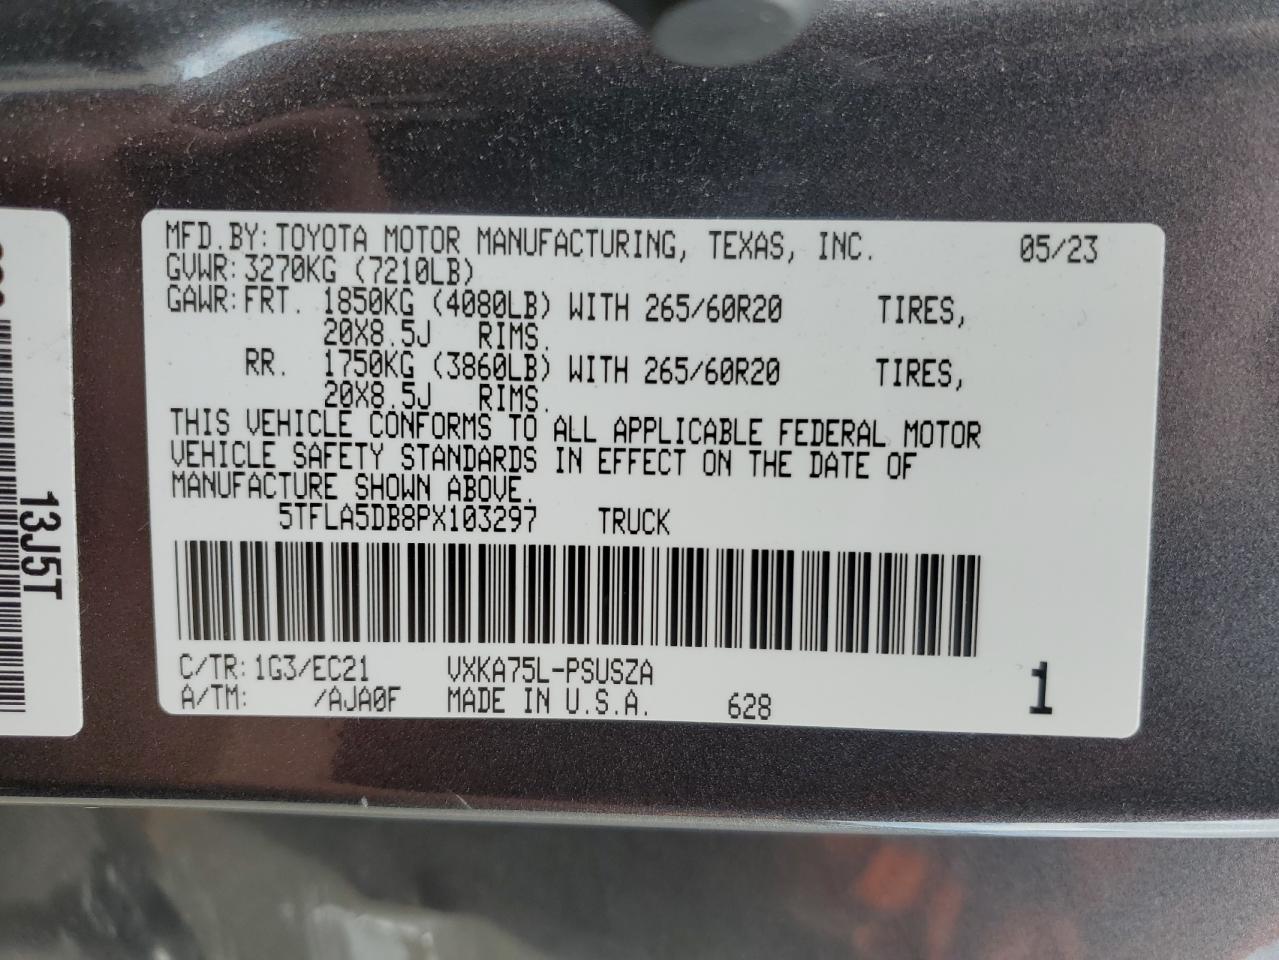 MFD.BY: TOYOTA MOTOR MANUFACTURING, TEXAS, INC. 05/23
GVWR: 3270KG (7210LB)
GAWR: FRT. 1850KG (4080LB) WITH 265/60R20 TIRES,
20X8.5J RIMS.
RR. 1750KG (3860LB) WITH 265/60R20 TIRES,
20X8.5J RIMS.
THIS VEHICLE CONFORMS TO ALL APPLICABLE FEDERAL MOTOR
VEHICLE SAFETY STANDARDS IN EFFECT ON THE DATE OF
MANUFACTURE SHOWN ABOVE.
5TFLA5DB8PX103297 TRUCK
C/TR: 1G3/EC21 VXKA75L-PSUSZA
A/TM: /AJA0F MADE IN U.S.A. 628 1
13J5T